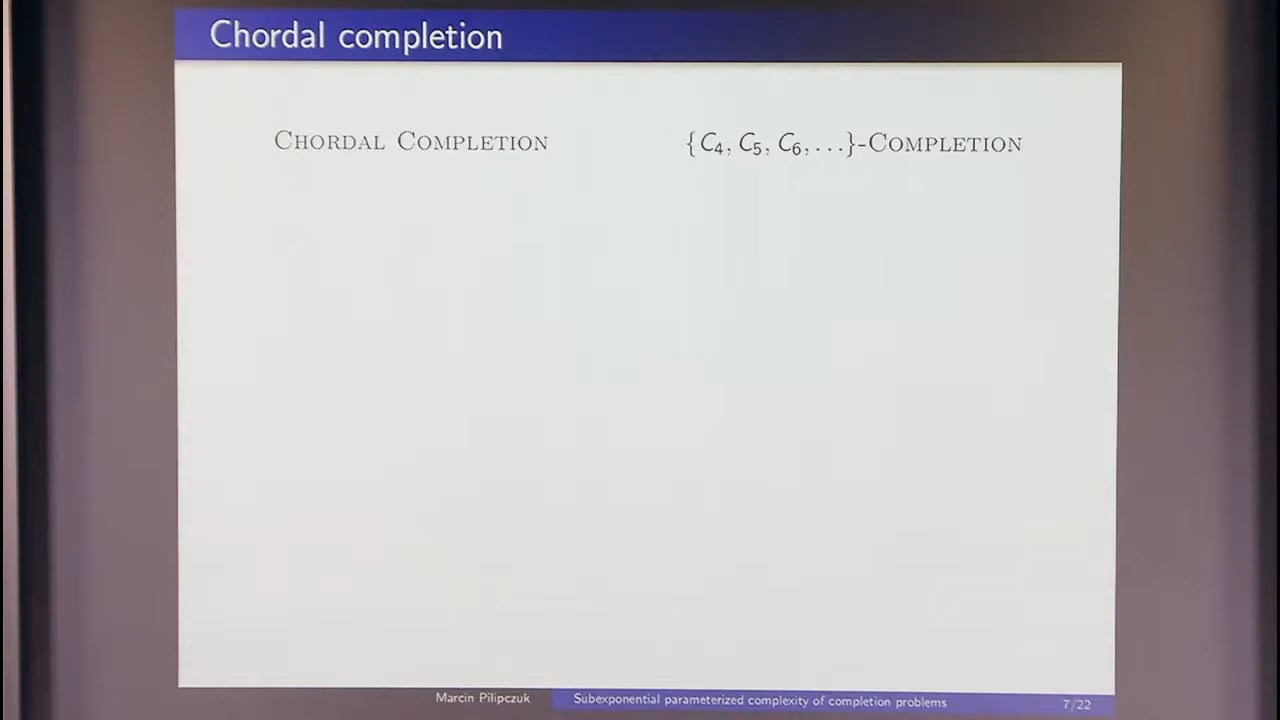 Chordal completion
CHORDAL COMPLETION
{C₄, C₅, C₆, ...}-COMPLETION
Marcin Pilipczuk
Subexponential parameterized complexity of completion problems
7/22